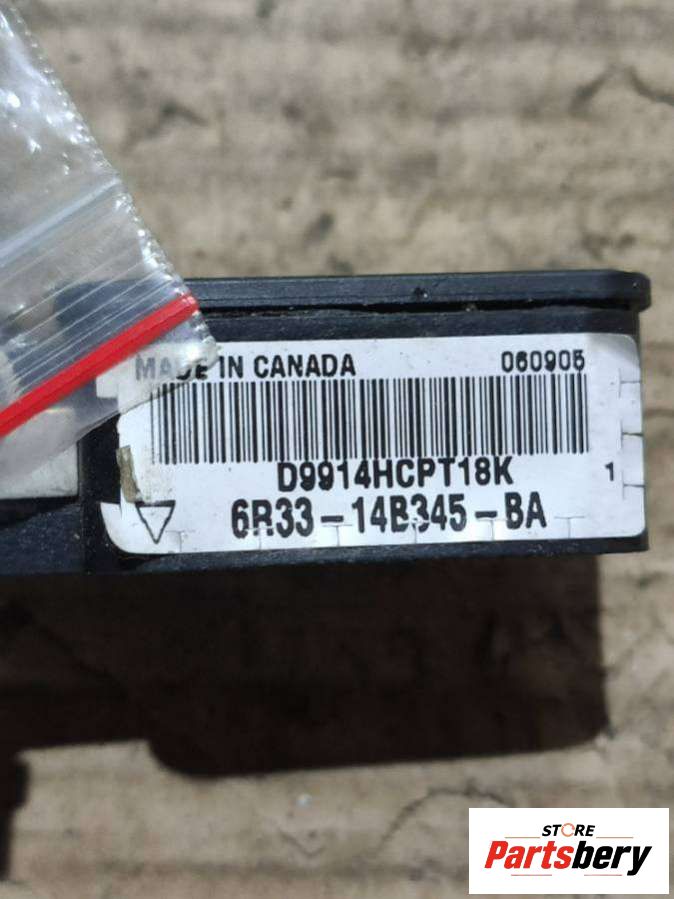 MADE IN CANADA 060905
D9914HCPT18K 1
6R33-14B345-BA
STORE
Partsbery